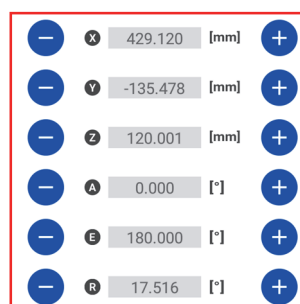 − X 429.120 [mm] +
− Y -135.478 [mm] +
− Z 120.001 [mm] +
− A 0.000 [°] +
− E 180.000 [°] +
− R 17.516 [°] +